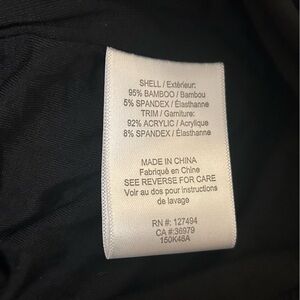 SHELL / Extérieur:
95% BAMBOO / Bambou
5% SPANDEX / Élasthanne
TRIM / Garniture:
92% ACRYLIC / Acrylique
8% SPANDEX / Élasthanne
MADE IN CHINA
Fabriqué en Chine
SEE REVERSE FOR CARE
Voir au dos pour instructions
de lavage
RN #: 127494
CA #:36979
150K46A